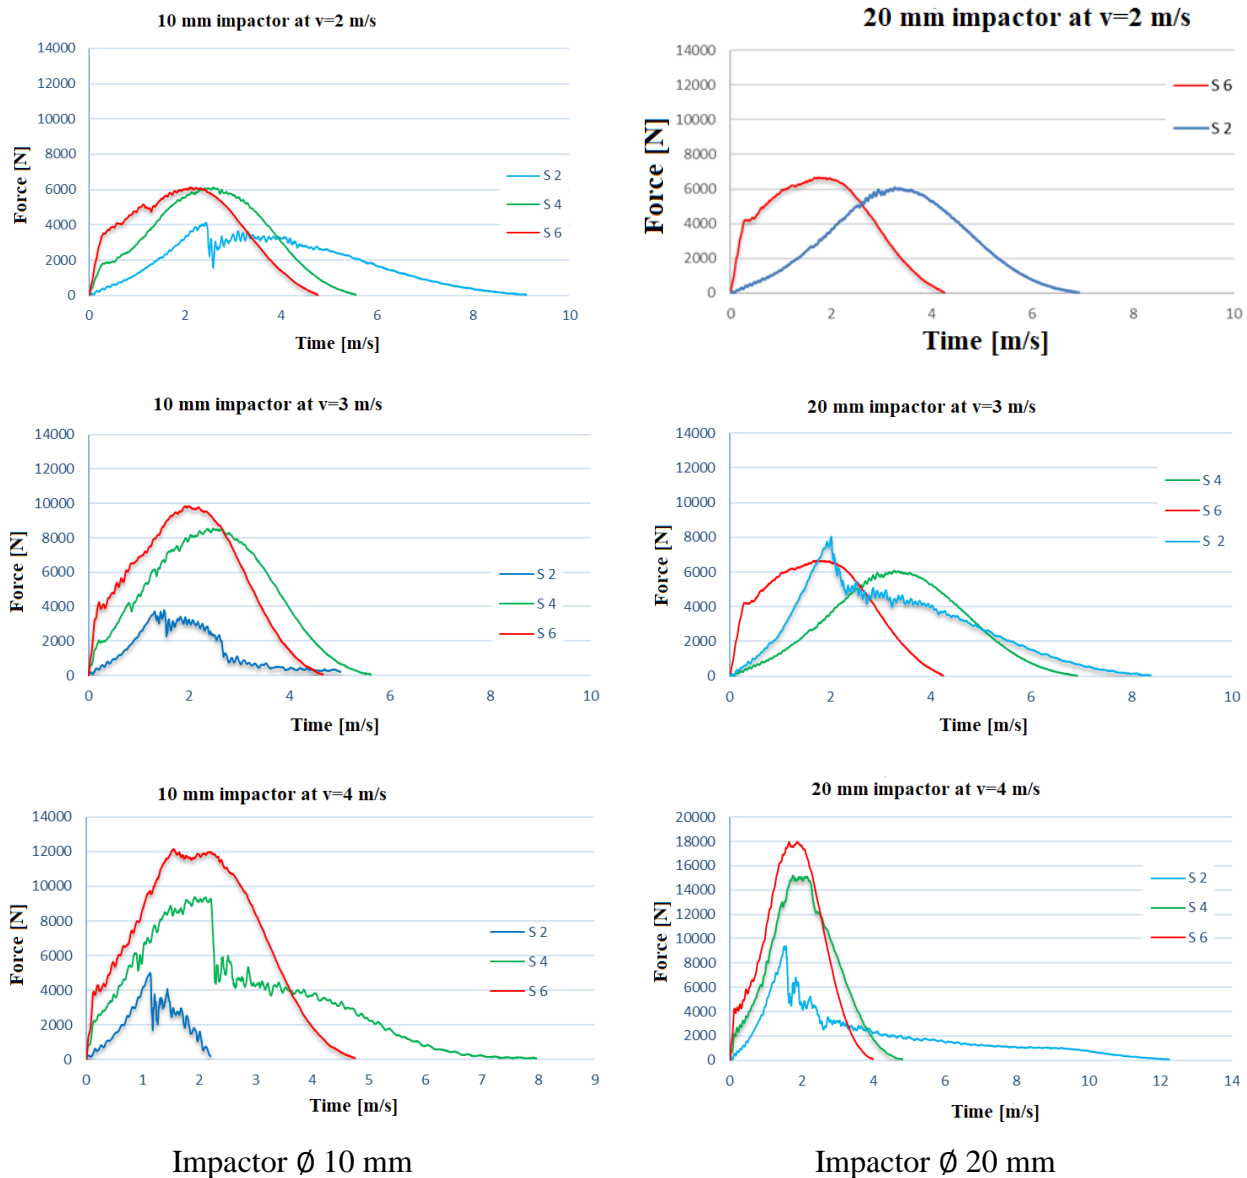 10 mm impactor at v=2 m/s
14000
12000
10000
8000
6000
4000
2000
0
Force [N]
0 2 4 6 8 10
Time [m/s]
S 2
S 4
S 6
20 mm impactor at v=2 m/s
14000
12000
10000
8000
6000
4000
2000
0
Force [N]
0 2 4 6 8 10
Time [m/s]
S 6
S 2
10 mm impactor at v=3 m/s
14000
12000
10000
8000
6000
4000
2000
0
Force [N]
0 2 4 6 8 10
Time [m/s]
S 2
S 4
S 6
20 mm impactor at v=3 m/s
14000
12000
10000
8000
6000
4000
2000
0
Force [N]
0 2 4 6 8 10
Time [m/s]
S 4
S 6
S 2
10 mm impactor at v=4 m/s
14000
12000
10000
8000
6000
4000
2000
0
Force [N]
0 1 2 3 4 5 6 7 8 9
Time [m/s]
S 2
S 4
S 6
20 mm impactor at v=4 m/s
20000
18000
16000
14000
12000
10000
8000
6000
4000
2000
0
Force [N]
0 2 4 6 8 10 12 14
Time [m/s]
S 2
S 4
S 6
Impactor Ø 10 mm
Impactor Ø 20 mm